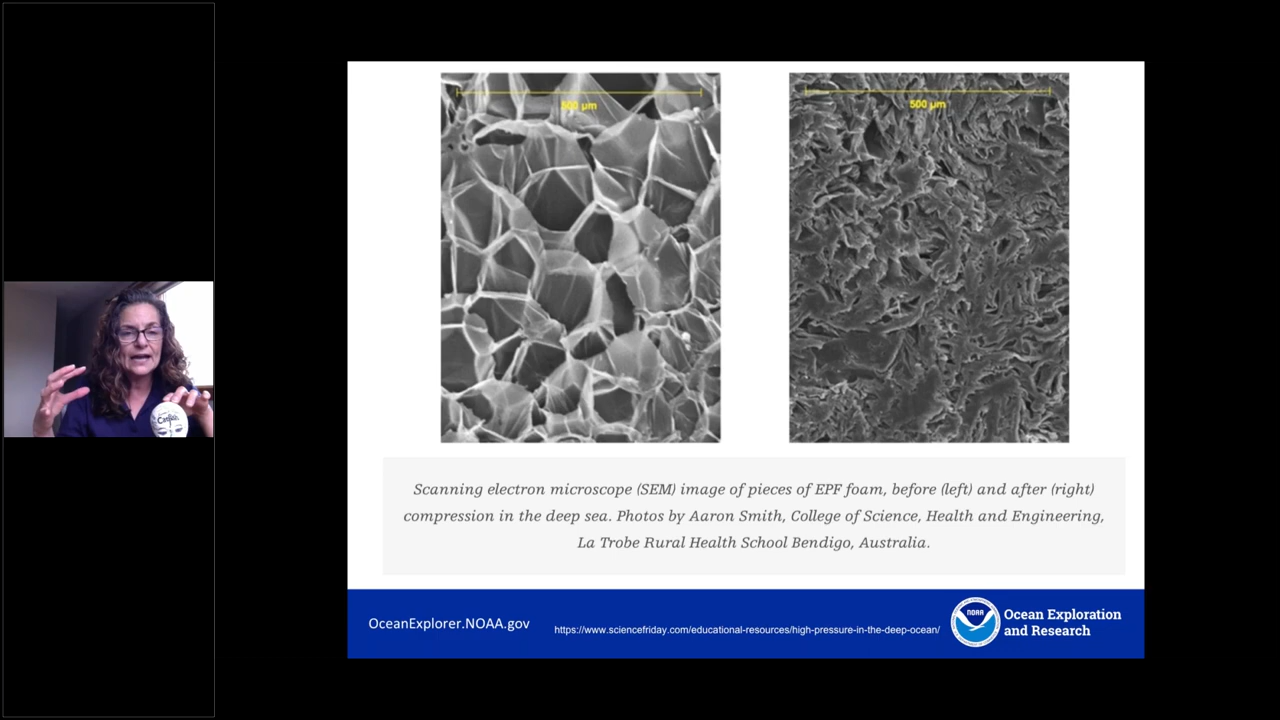 500 µm
500 µm
Scanning electron microscope (SEM) image of pieces of EPF foam, before (left) and after (right)
compression in the deep sea. Photos by Aaron Smith, College of Science, Health and Engineering,
La Trobe Rural Health School Bendigo, Australia.
OceanExplorer.NOAA.gov
https://www.sciencefriday.com/educational-resources/high-pressure-in-the-deep-ocean/
NOAA
Ocean Exploration
and Research